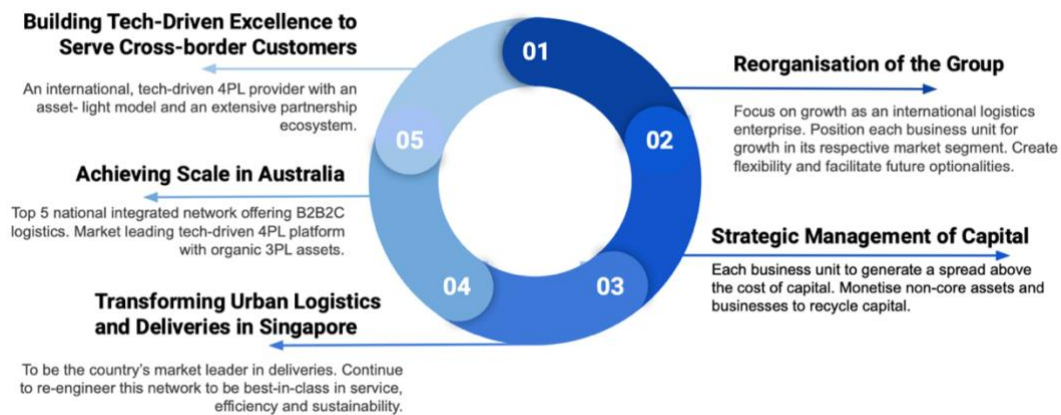 01
Reorganisation of the Group
Focus on growth as an international logistics
enterprise. Position each business unit for
growth in its respective market segment. Create
flexibility and facilitate future optionalities.
02
Strategic Management of Capital
Each business unit to generate a spread above
the cost of capital. Monetise non-core assets and
businesses to recycle capital.
03
Transforming Urban Logistics
and Deliveries in Singapore
To be the country's market leader in deliveries. Continue
to re-engineer this network to be best-in-class in service,
efficiency and sustainability.
04
Achieving Scale in Australia
Top 5 national integrated network offering B2B2C
logistics. Market leading tech-driven 4PL platform
with organic 3PL assets.
05
Building Tech-Driven Excellence to
Serve Cross-border Customers
An international, tech-driven 4PL provider with an
asset- light model and an extensive partnership
ecosystem.